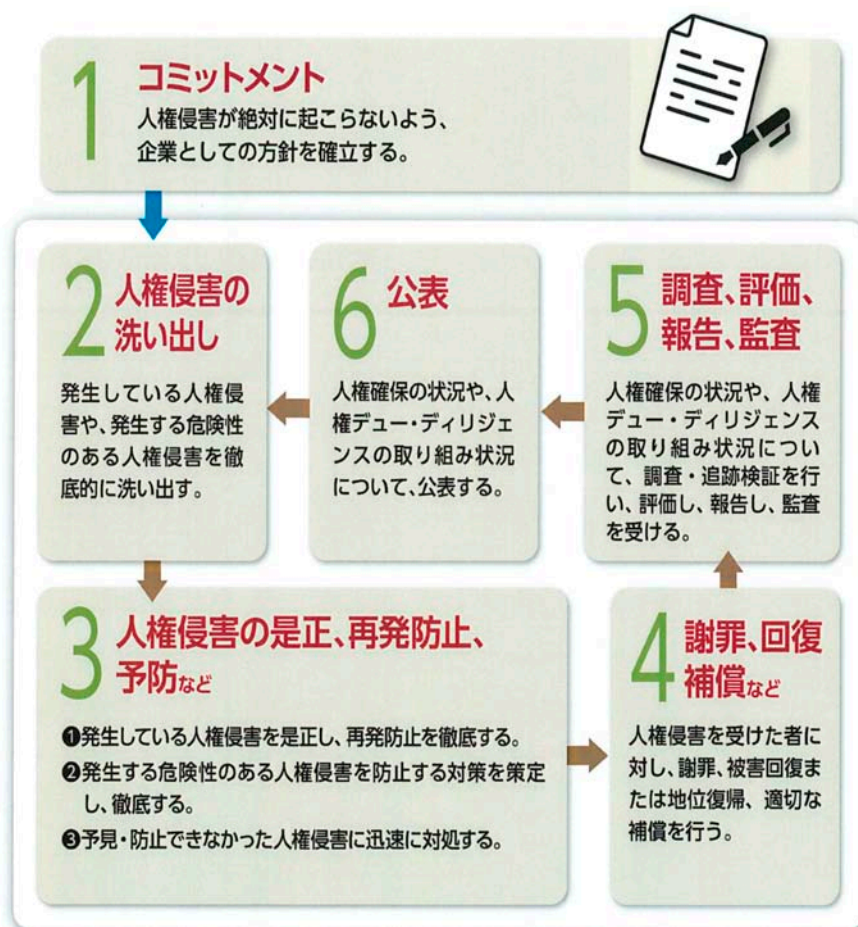 1
コミットメント
人権侵害が絶対に起こらないよう、
企業としての方針を確立する。
2
人権侵害の
洗い出し
発生している人権侵
害や、発生する危険性
のある人権侵害を徹
底的に洗い出す。
6
公表
人権確保の状況や、人
権デュー・ディリジェ
ンスの取り組み状況
について、公表する。
5
調査、評価、
報告、監査
人権確保の状況や、人権
デュー・ディリジェンス
の取り組み状況につい
て、調査・追跡検証を行
い、評価し、報告し、監査
を受ける。
3
人権侵害の是正、再発防止、
予防など
❶発生している人権侵害を是正し、再発防止を徹底する。
❷発生する危険性のある人権侵害を防止する対策を策定
し、徹底する。
❸予見・防止できなかった人権侵害に迅速に対処する。
4
謝罪、回復
補償など
人権侵害を受けた者に
対し、謝罪、被害回復ま
たは地位復帰、適切な
補償を行う。